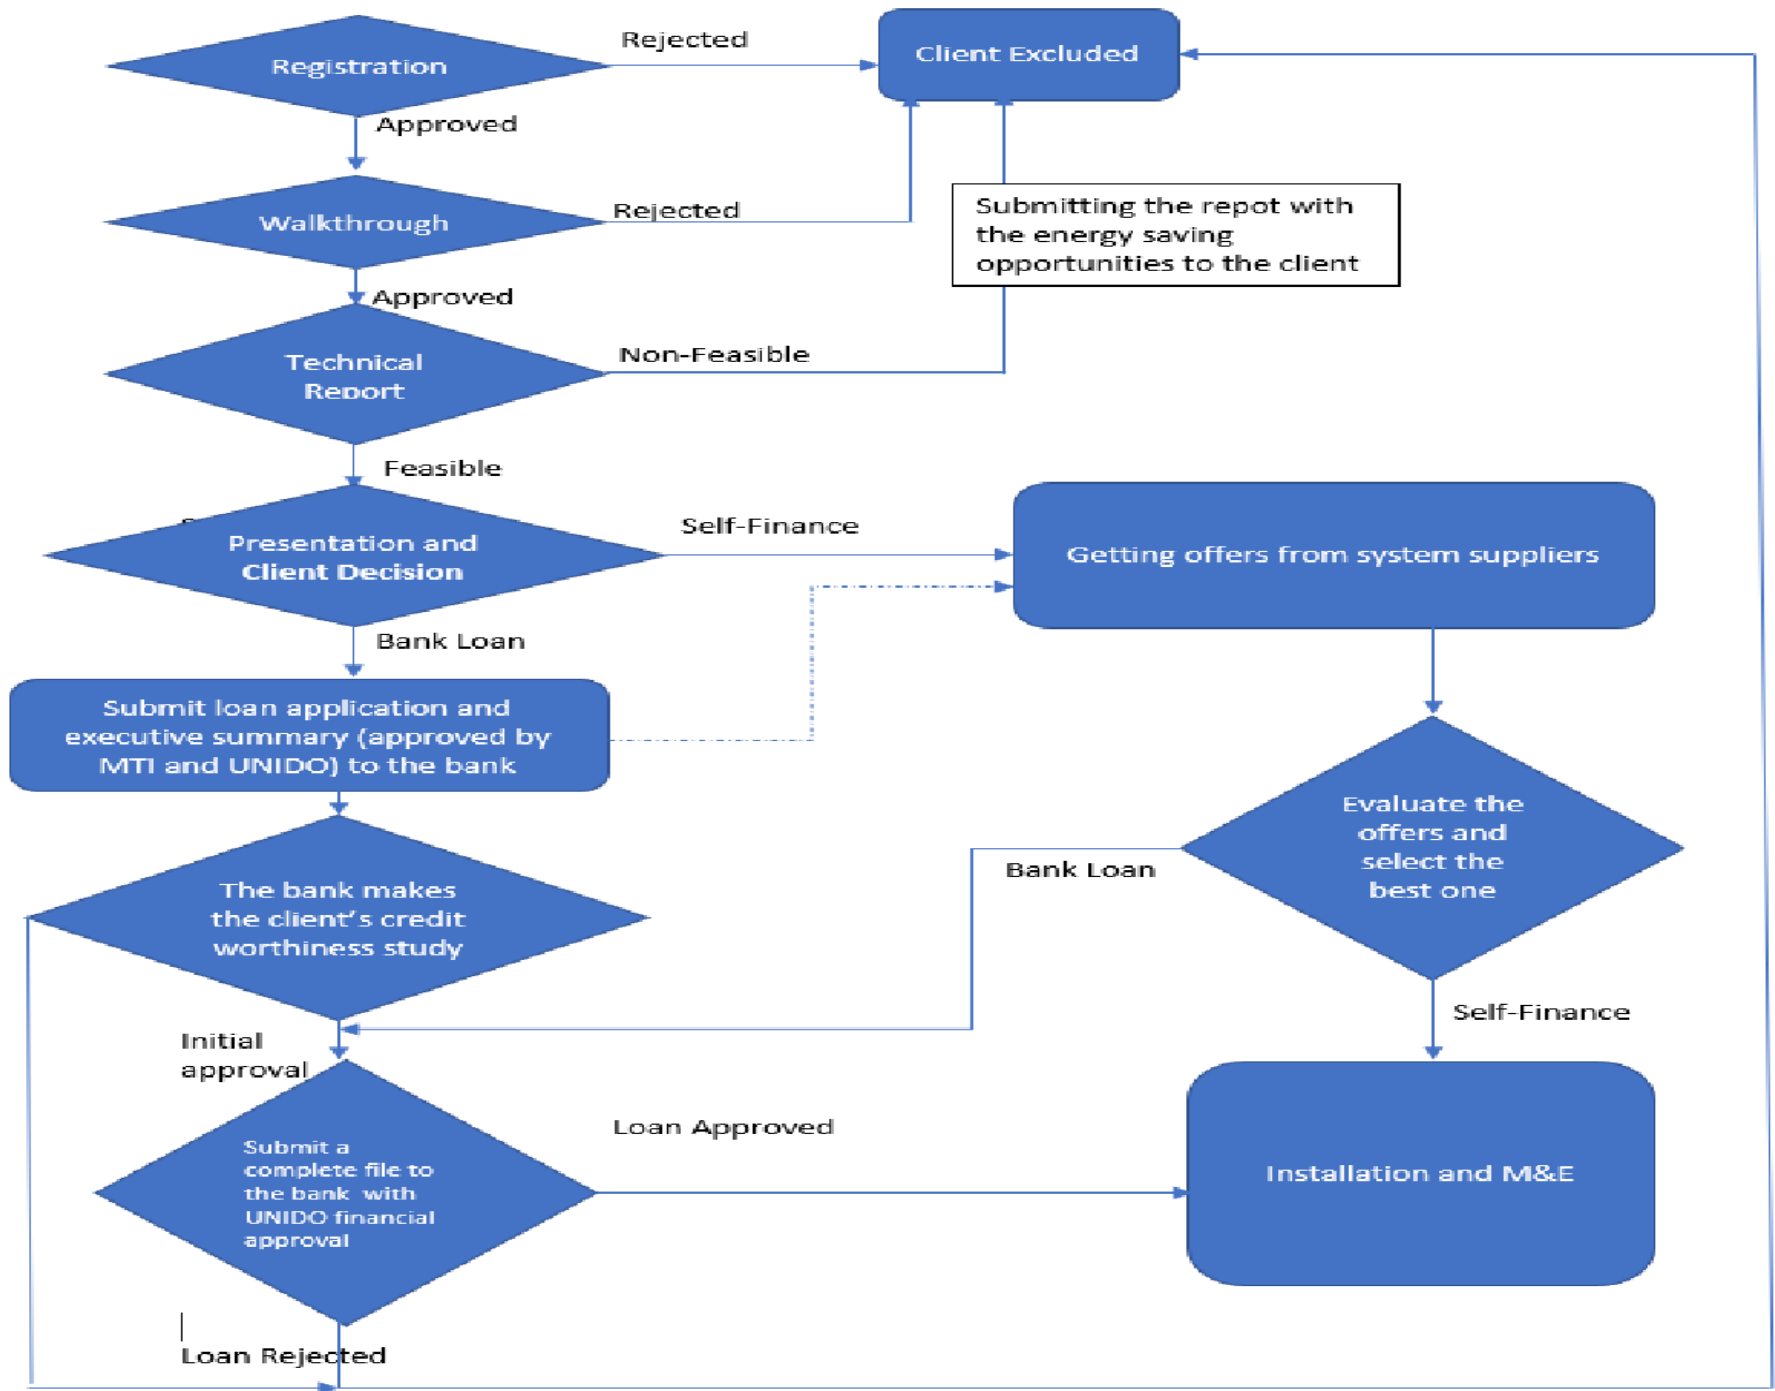 Registration
Rejected
Client Excluded
Approved
Walkthrough
Rejected
Submitting the repot with
the energy saving
opportunities to the client
Approved
Technical
Report
Non-Feasible
Feasible
Presentation and
Client Decision
Self-Finance
Getting offers from system suppliers
Bank Loan
Submit loan application and
executive summary (approved by
MTI and UNIDO) to the bank
Evaluate the
offers and
select the
best one
Bank Loan
The bank makes
the client’s credit
worthiness study
Self-Finance
Initial
approval
Loan Approved
Submit a
complete file to
the bank with
UNIDO financial
approval
Installation and M&E
Loan Rejected